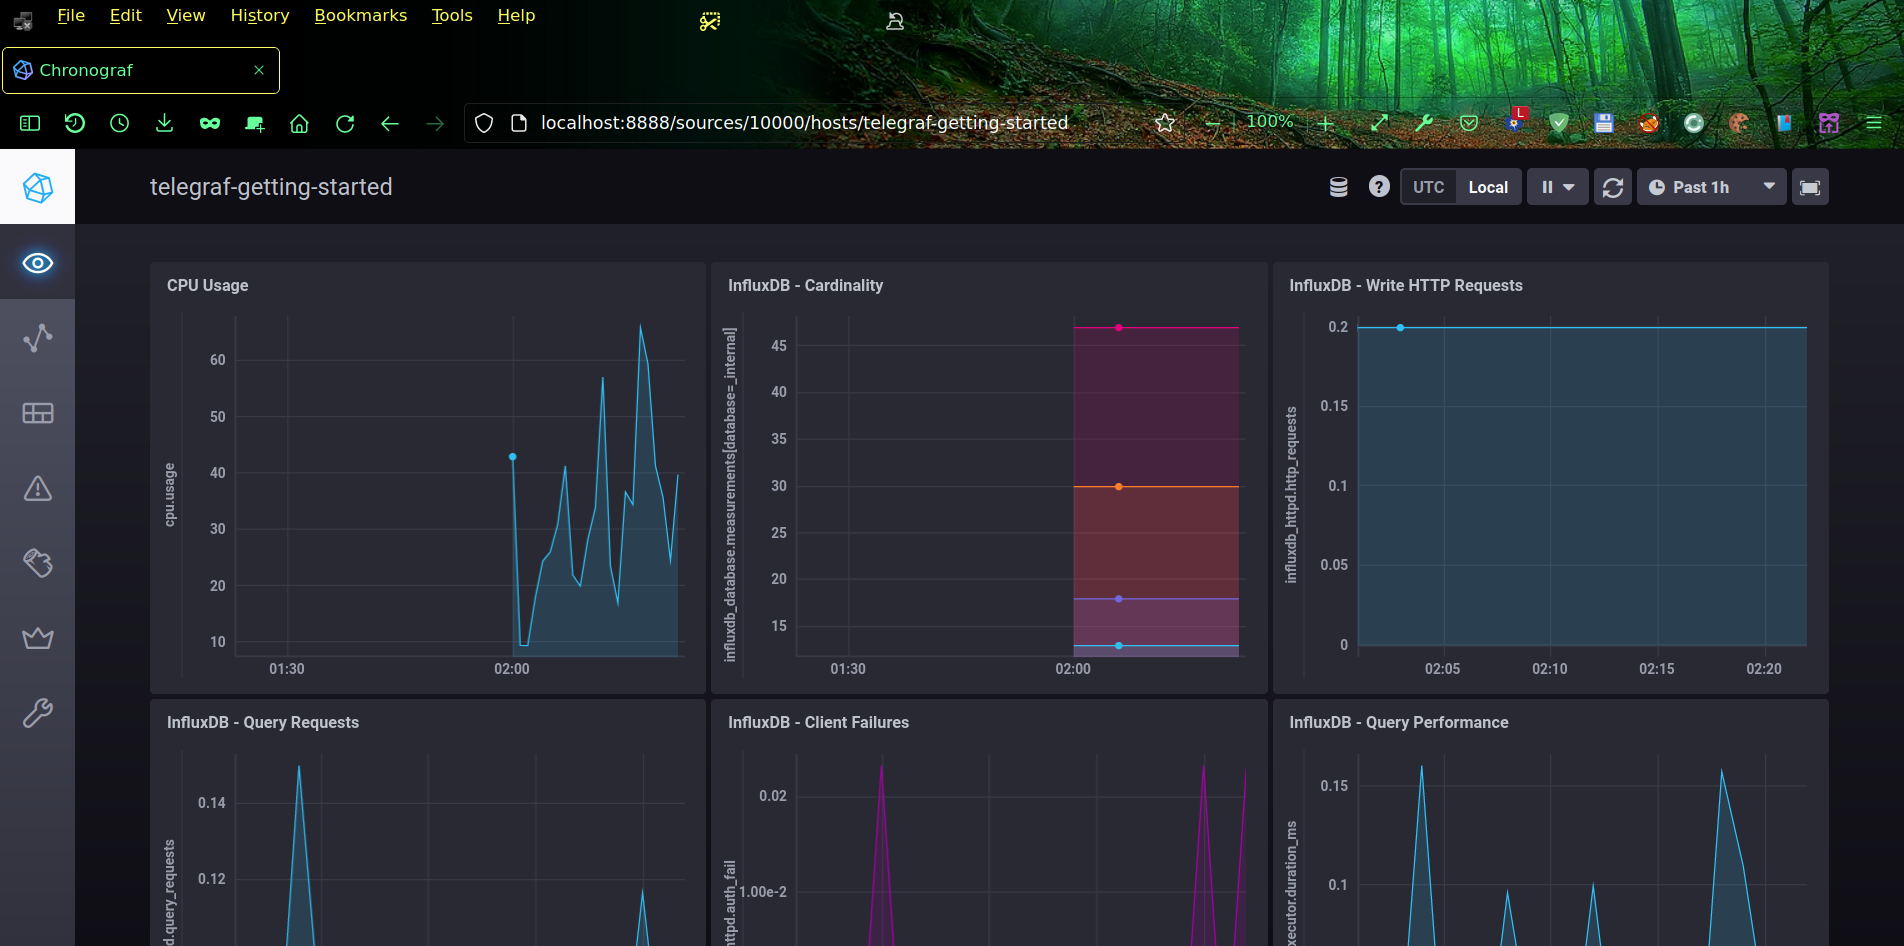 File Edit View History Bookmarks Tools Help
Chronograf
L
localhost:8888/sources/10000/hosts/telegraf-getting-started
100%
telegraf-getting-started
UTC Local
Past 1h
CPU Usage
cpu.usage
60
50
40
30
20
10
01:30 02:00
InfluxDB - Cardinality
influxdb_database.measurements[database=_internal]
45
40
35
30
25
20
15
01:30 02:00
InfluxDB - Write HTTP Requests
influxdb_httpd.http_requests
0.2
0.15
0.1
0.05
0
02:05 02:10 02:15 02:20
InfluxDB - Query Requests
d.query_requests
0.14
0.12
InfluxDB - Client Failures
ttpd.auth_fail
0.02
1.00e-2
InfluxDB - Query Performance
xecutor.duration_ms
0.15
0.1